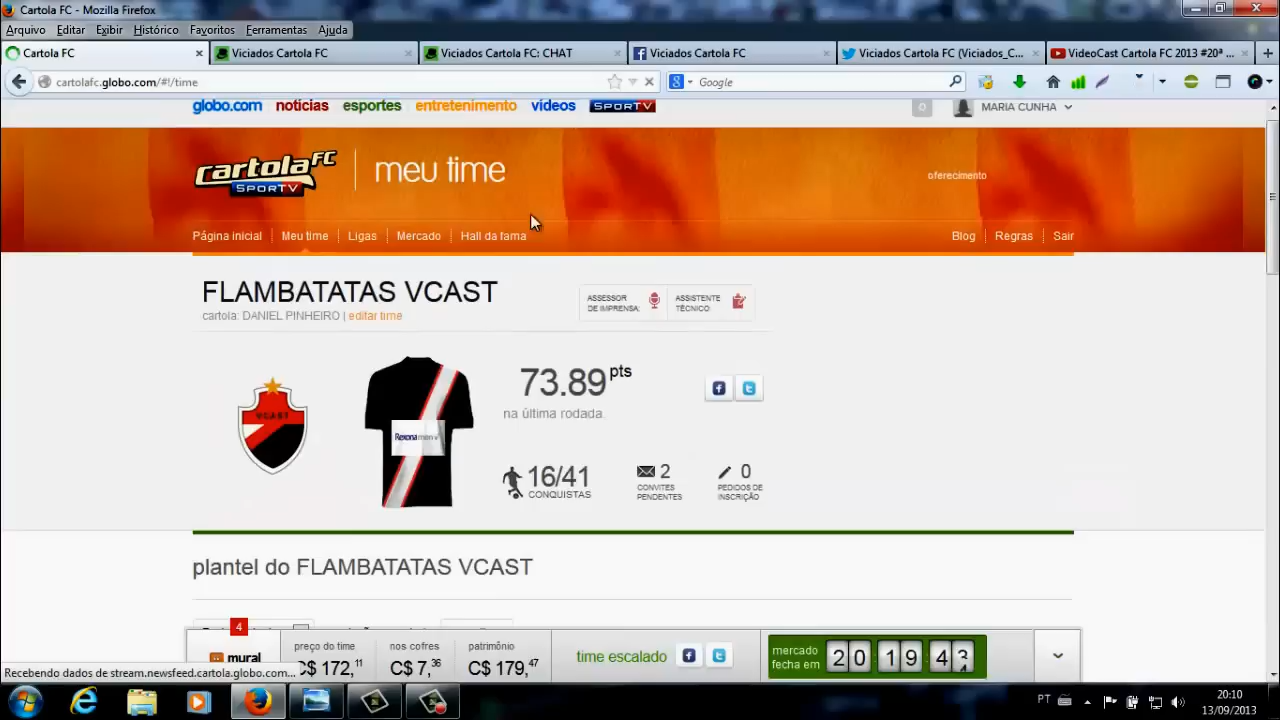 Cartola FC - Mozilla Firefox
Arquivo Editar Exibir Histórico Favoritos Ferramentas Ajuda
Cartola FC Viciados Cartola FC Viciados Cartola FC: CHAT Viciados Cartola FC Viciados Cartola FC (Viciados_C... VideoCast Cartola FC 2013 #20ª ...
cartolafc.globo.com/#!/time Google
globo.com notícias esportes entretenimento vídeos SPORTV 0 MARIA CUNHA
cartola FC SPORTV meu time oferecimento
Página inicial Meu time Ligas Mercado Hall da fama Blog Regras Sair
FLAMBATATAS VCAST
cartola: DANIEL PINHEIRO | editar time
ASSESSOR DE IMPRENSA:
ASSISTENTE TÉCNICO
VCAST
Rexona men
73.89 pts
na última rodada.
16/41 CONQUISTAS
2 CONVITES PENDENTES
0 PEDIDOS DE INSCRIÇÃO
plantel do FLAMBATATAS VCAST
4
mural
preço do time C$ 172,11
nos cofres C$ 7,36
patrimônio C$ 179,47
time escalado
mercado fecha em 20 19 4
Recebendo dados de stream.newsfeed.cartola.globo.com...
PT 20:10
13/09/2013